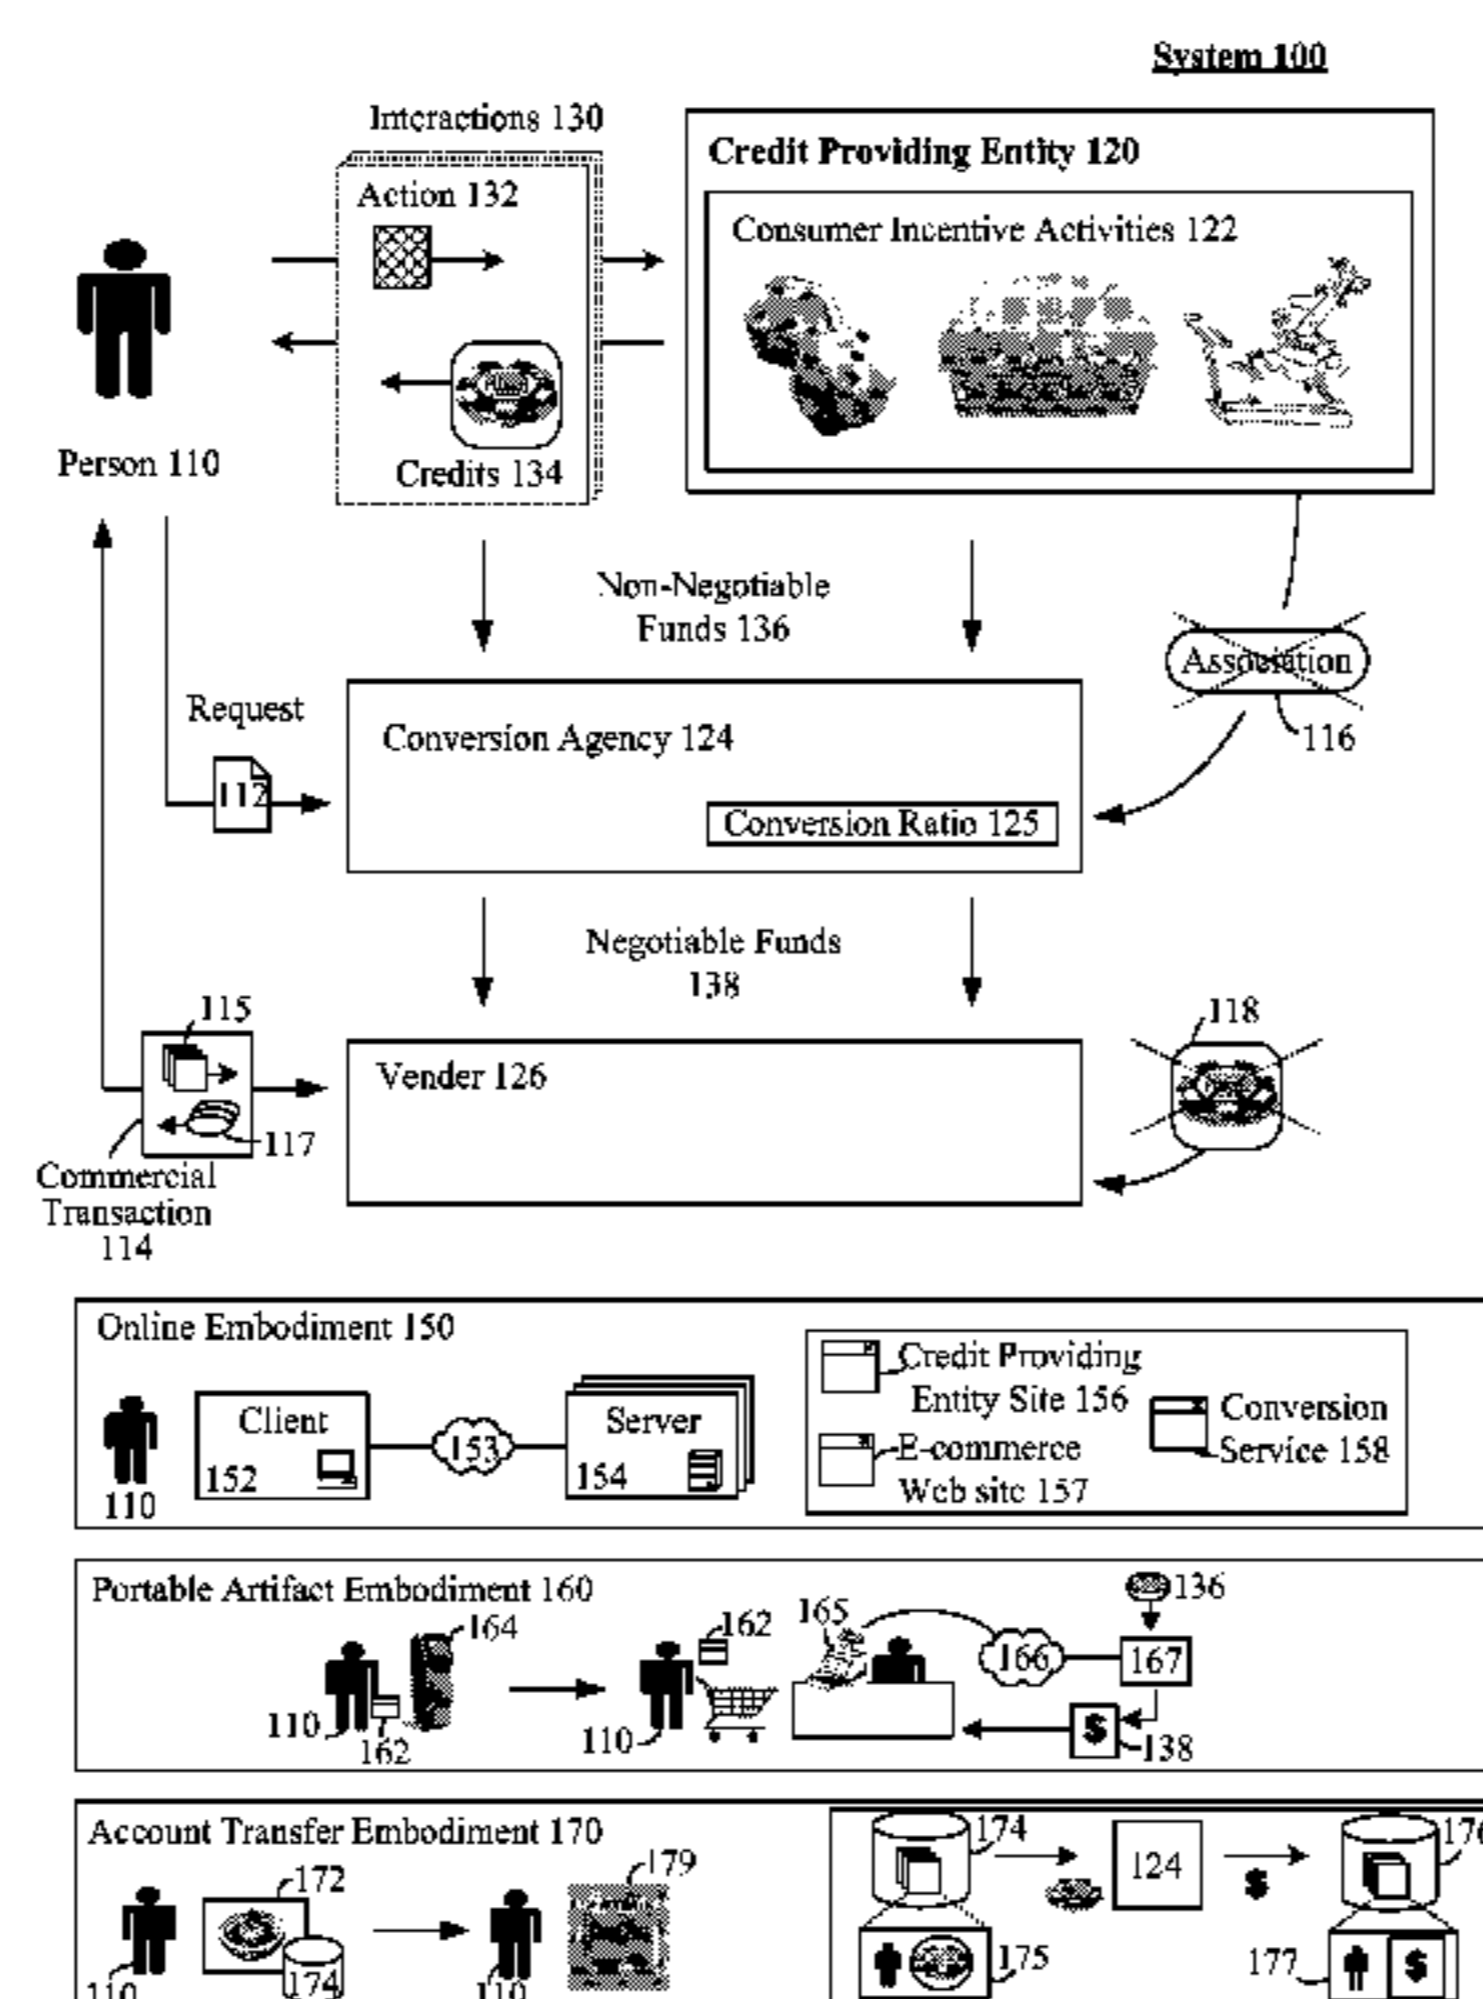 System 100
Interactions 130
Action 132
Credits 134
Credit Providing Entity 120
Consumer Incentive Activities 122
Person 110
Non-Negotiable
Funds 136
Association
116
Request
112
Conversion Agency 124
Conversion Ratio 125
Negotiable Funds
138
115
117
Commercial
Transaction
114
Vender 126
118
Online Embodiment 150
110
Client
152
153
Server
154
Credit Providing
Entity Site 156
E-commerce
Web site 157
Conversion
Service 158
Portable Artifact Embodiment 160
110
162
164
110
162
165
166
136
167
138
$
Account Transfer Embodiment 170
110
172
174
110
179
174
175
124
$
176
177
$